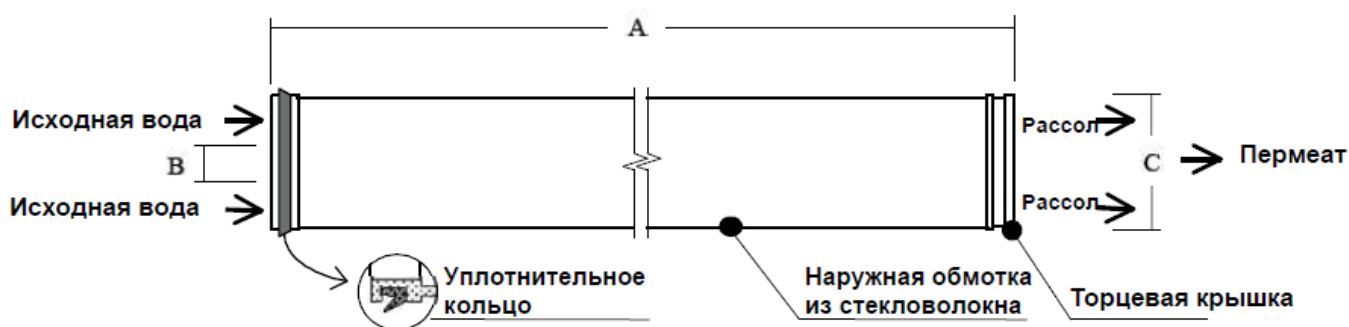 A
Исходная вода
Рассол
B
C
Пермеат
Исходная вода
Рассол
Уплотнительное
кольцо
Наружная обмотка
из стекловолокна
Торцевая крышка